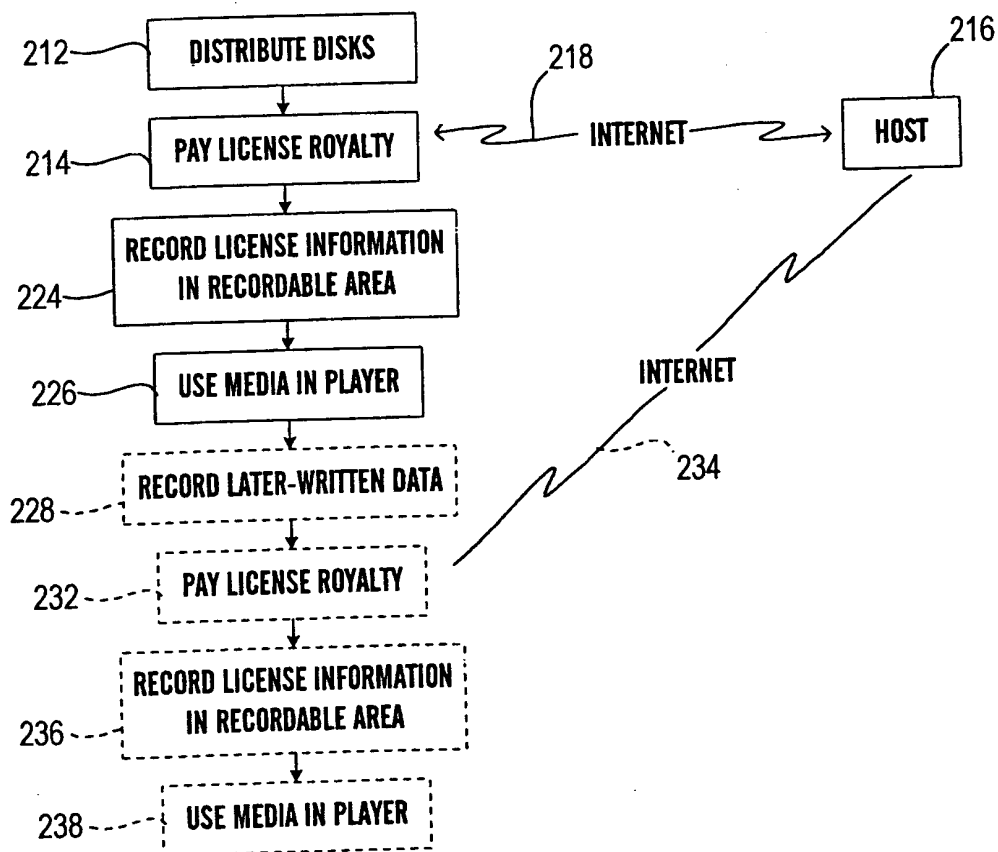 212
DISTRIBUTE DISKS
218
216
214
PAY LICENSE ROYALTY
INTERNET
HOST
224
RECORD LICENSE INFORMATION
IN RECORDABLE AREA
226
USE MEDIA IN PLAYER
INTERNET
234
228
RECORD LATER-WRITTEN DATA
232
PAY LICENSE ROYALTY
236
RECORD LICENSE INFORMATION
IN RECORDABLE AREA
238
USE MEDIA IN PLAYER